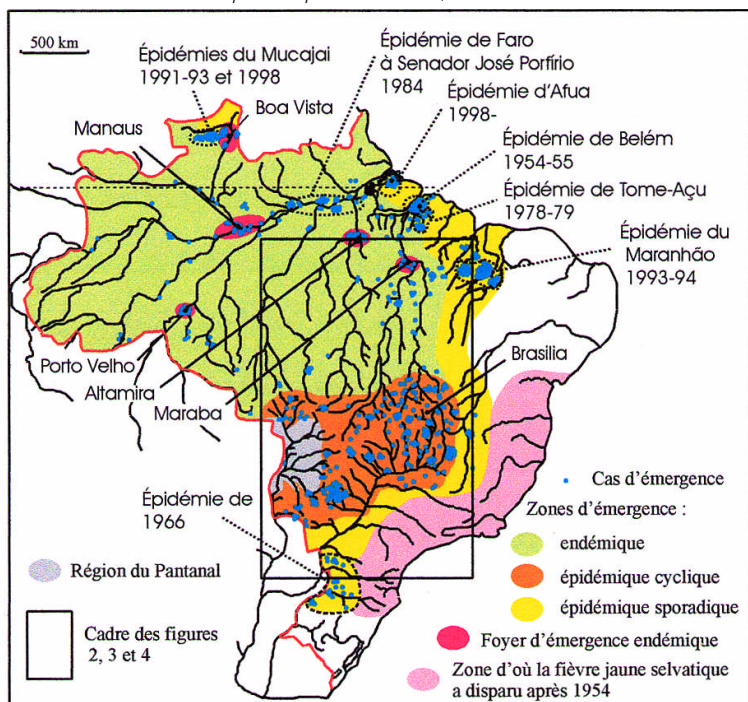 500 km
Épidémies du Mucajai
1991-93 et 1998
Épidémie de Faro
à Senador José Porfírio
1984
Boa Vista
Épidémie d'Afua
1998-
Manaus
Épidémie de Belém
1954-55
Épidémie de Tome-Açu
1978-79
Épidémie du
Maranhão
1993-94
Porto Velho
Altamira
Maraba
Brasilia
Épidémie de
1966
Cas d'émergence
Zones d'émergence :
endémique
Région du Pantanal
épidémique cyclique
épidémique sporadique
Cadre des figures
2, 3 et 4
Foyer d'émergence endémique
Zone d'où la fièvre jaune selvatique
a disparu après 1954